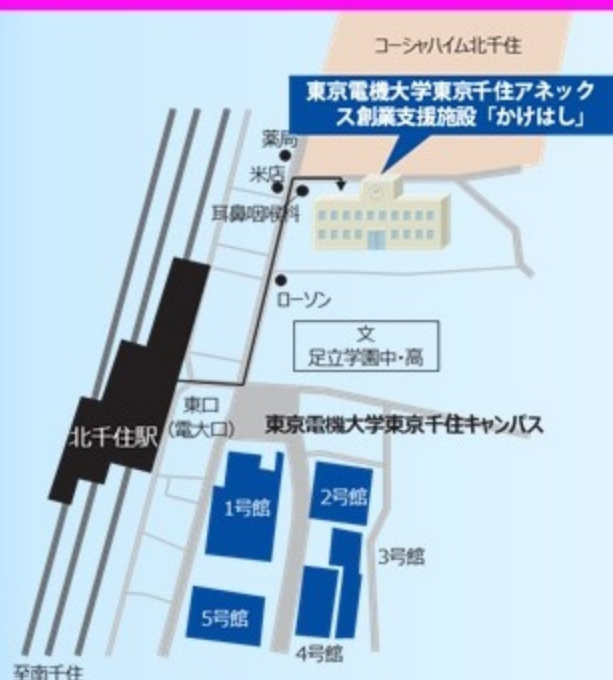 コーシャハイム北千住
東京電機大学東京千住アネック
ス創業支援施設「かけはし」
薬局
米店
耳鼻咽喉科
ローソン
文
足立学園中・高
東口
(電大口)
北千住駅
東京電機大学東京千住キャンパス
1号館
2号館
3号館
5号館
4号館
至南千住